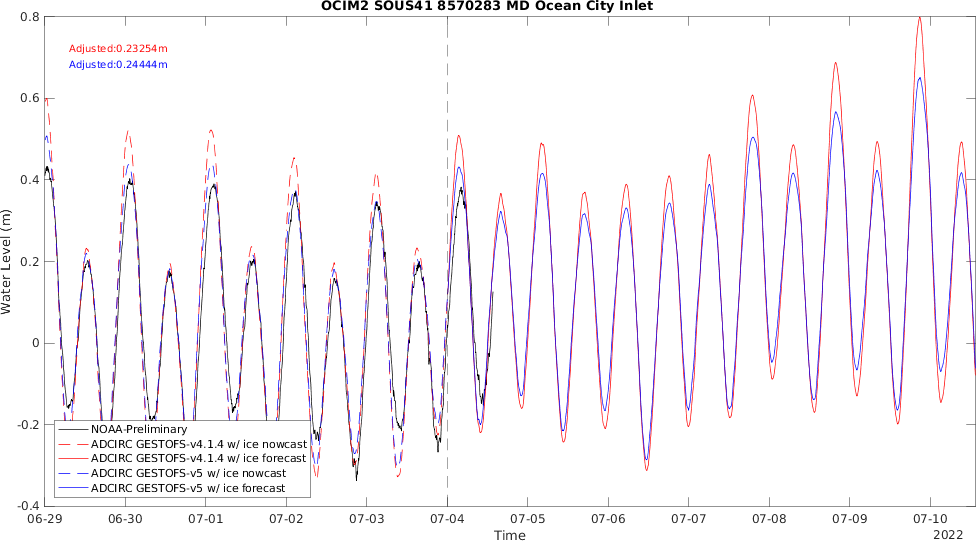 OCIM2 SOUS41 8570283 MD Ocean City Inlet
0.8
Adjusted:0.23254m
Adjusted:0.24444m
0.6
0.4
0.2
0
-0.2
-0.4
Water Level (m)
NOAA-Preliminary
ADCIRC GESTOFS-v4.1.4 w/ ice nowcast
ADCIRC GESTOFS-v4.1.4 w/ ice forecast
ADCIRC GESTOFS-v5 w/ ice nowcast
ADCIRC GESTOFS-v5 w/ ice forecast
06-29 06-30 07-01 07-02 07-03 07-04 07-05 07-06 07-07 07-08 07-09 07-10
Time
2022